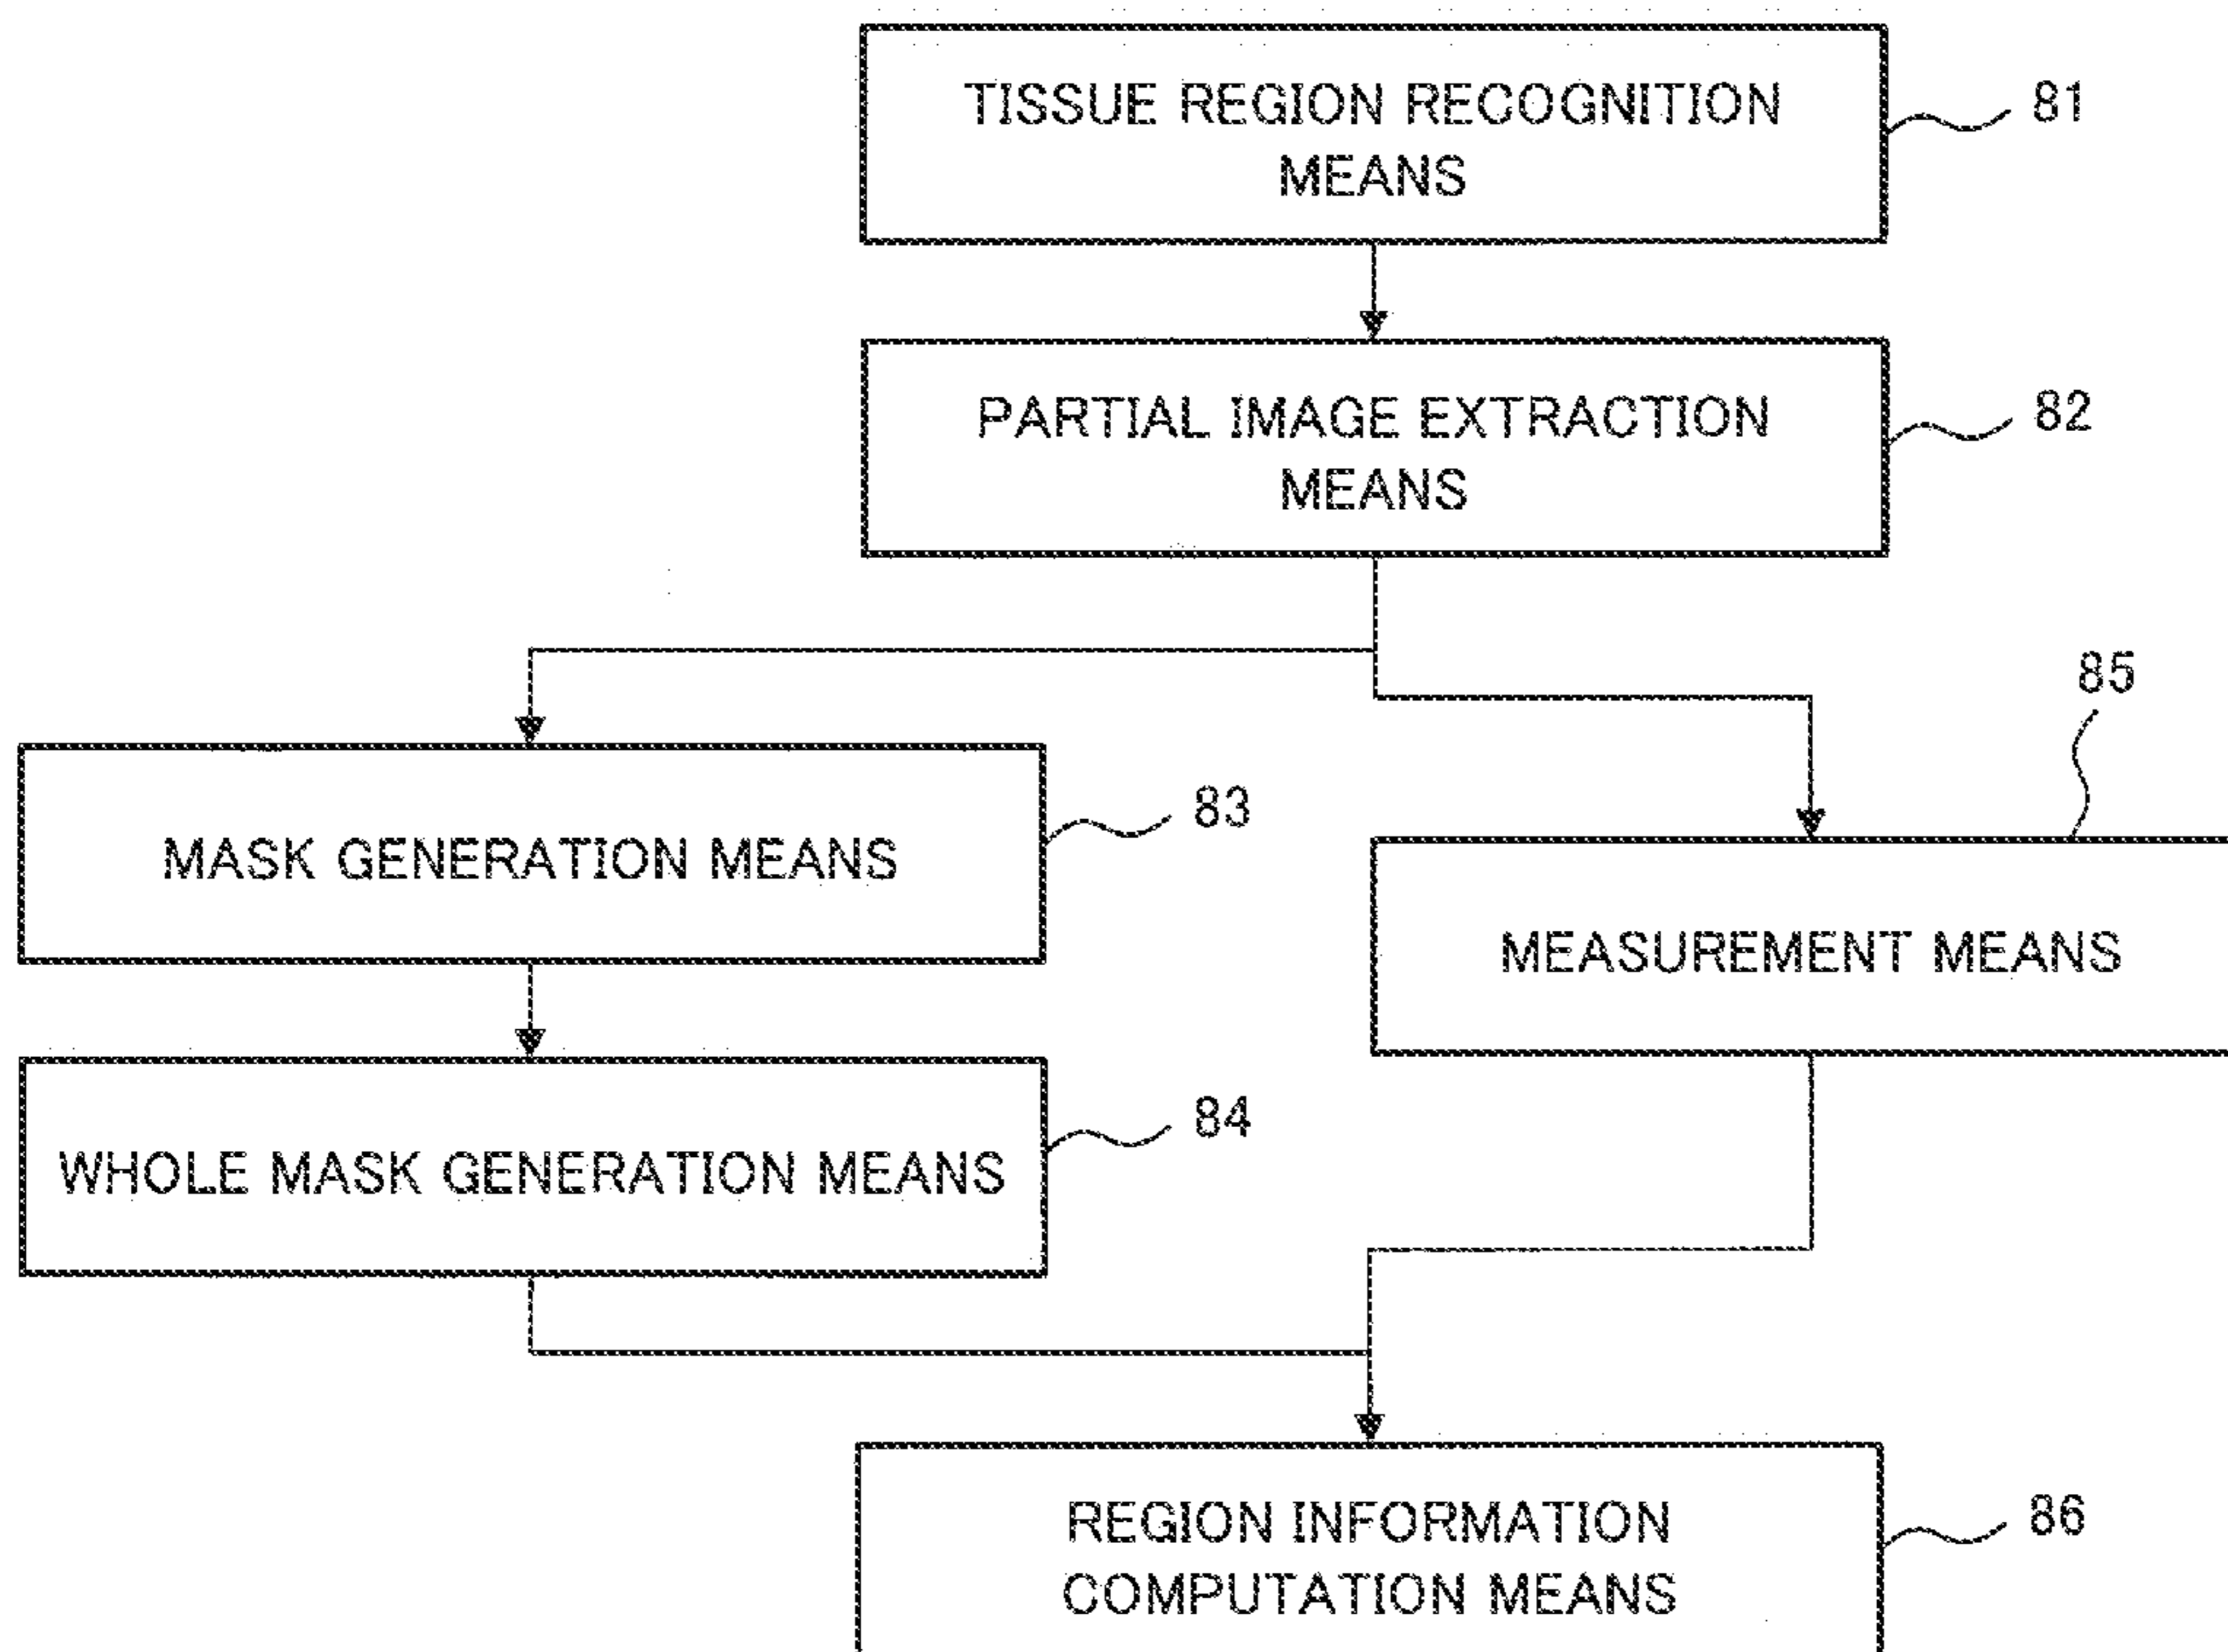 TISSUE REGION RECOGNITION
MEANS
81
PARTIAL IMAGE EXTRACTION
MEANS
82
85
MASK GENERATION MEANS
83
MEASUREMENT MEANS
WHOLE MASK GENERATION MEANS
84
REGION INFORMATION
COMPUTATION MEANS
86